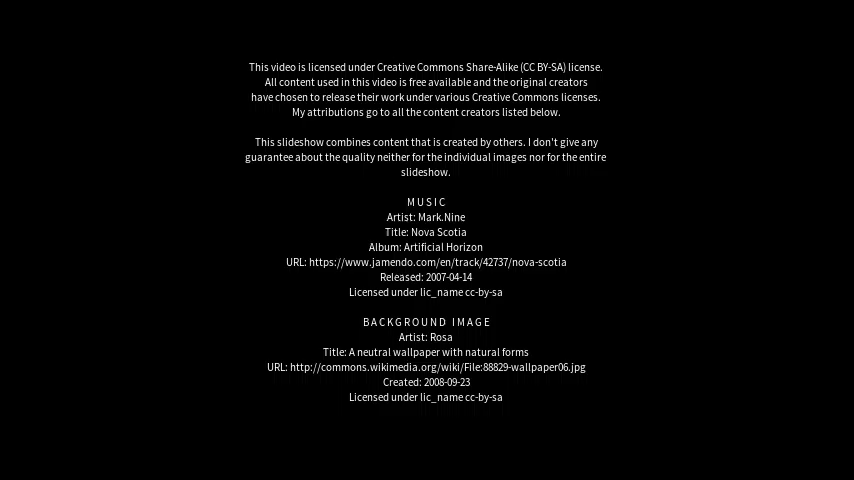 This video is licensed under Creative Commons Share-Alike (CC BY-SA) license.
All content used in this video is free available and the original creators
have chosen to release their work under various Creative Commons licenses.
My attributions go to all the content creators listed below.
This slideshow combines content that is created by others. I don't give any
guarantee about the quality neither for the individual images nor for the entire
slideshow.
MUSIC
Artist: Mark.Nine
Title: Nova Scotia
Album: Artificial Horizon
URL: https://www.jamendo.com/en/track/42737/nova-scotia
Released: 2007-04-14
Licensed under lic_name cc-by-sa
BACKGROUND IMAGE
Artist: Rosa
Title: A neutral wallpaper with natural forms
URL: http://commons.wikimedia.org/wiki/File:88829-wallpaper06.jpg
Created: 2008-09-23
Licensed under lic_name cc-by-sa